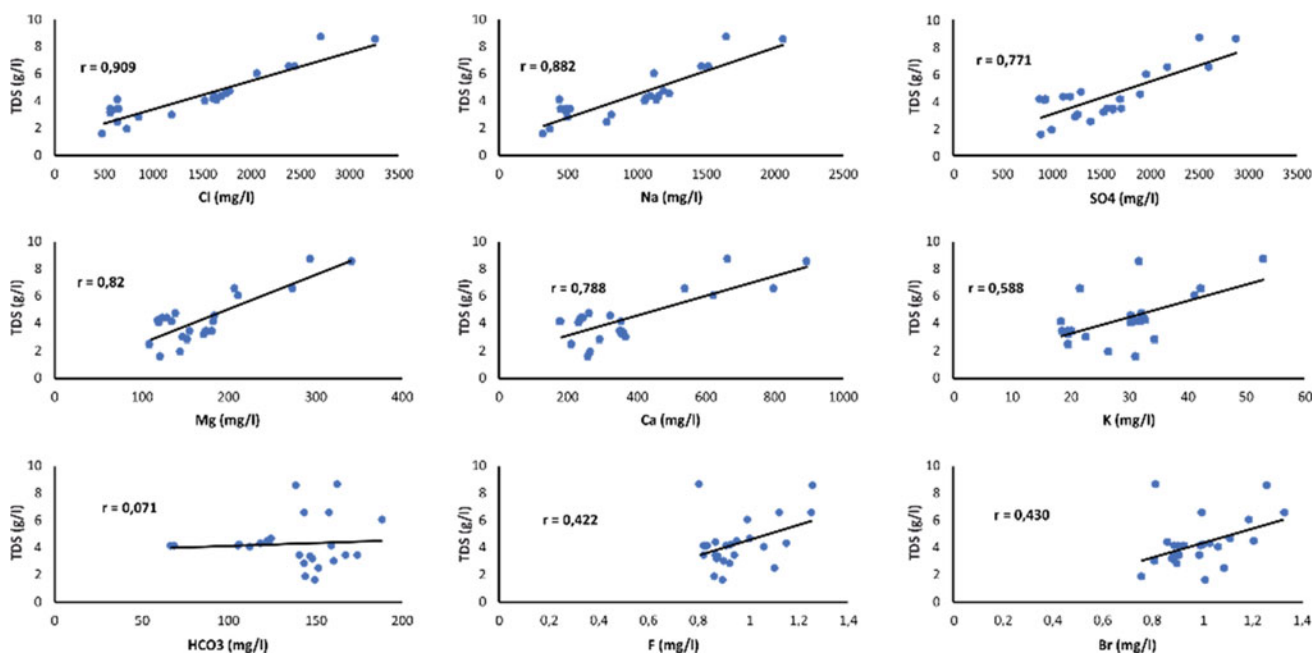 TDS (g/l)
10
8
6
4
2
0
r = 0,909
0 500 1000 1500 2000 2500 3000 3500
Cl (mg/l)
TDS (g/l)
10
8
6
4
2
0
r = 0,882
0 500 1000 1500 2000 2500
Na (mg/l)
TDS (g/l)
10
8
6
4
2
0
r = 0,771
0 500 1000 1500 2000 2500 3000 3500
SO4 (mg/l)
TDS (g/l)
10
8
6
4
2
0
r = 0,82
0 100 200 300 400
Mg (mg/l)
TDS (g/l)
10
8
6
4
2
0
r = 0,788
0 200 400 600 800 1000
Ca (mg/l)
TDS (g/l)
10
8
6
4
2
0
r = 0,588
0 10 20 30 40 50 60
K (mg/l)
TDS (g/l)
10
8
6
4
2
0
r = 0,071
0 50 100 150 200
HCO3 (mg/l)
TDS (g/l)
10
8
6
4
2
0
r = 0,422
0 0,2 0,4 0,6 0,8 1 1,2 1,4
F (mg/l)
TDS (g/l)
10
8
6
4
2
0
r = 0,430
0 0,2 0,4 0,6 0,8 1 1,2 1,4
Br (mg/l)